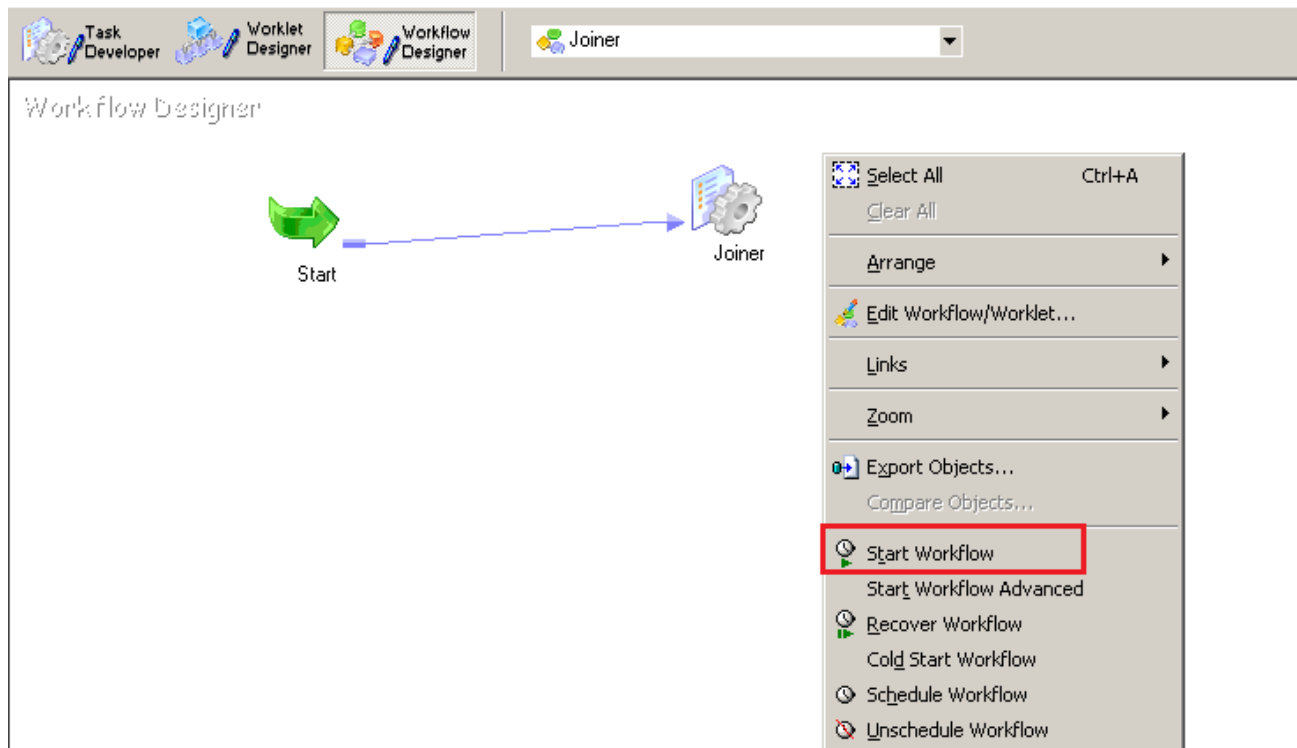 Task
Developer
Worklet
Designer
Workflow
Designer
Joiner
Workflow Designer
Start
Joiner
Select All Ctrl+A
Clear All
Arrange
Edit Workflow/Worklet...
Links
Zoom
Export Objects...
Compare Objects...
Start Workflow
Start Workflow Advanced
Recover Workflow
Cold Start Workflow
Schedule Workflow
Unschedule Workflow